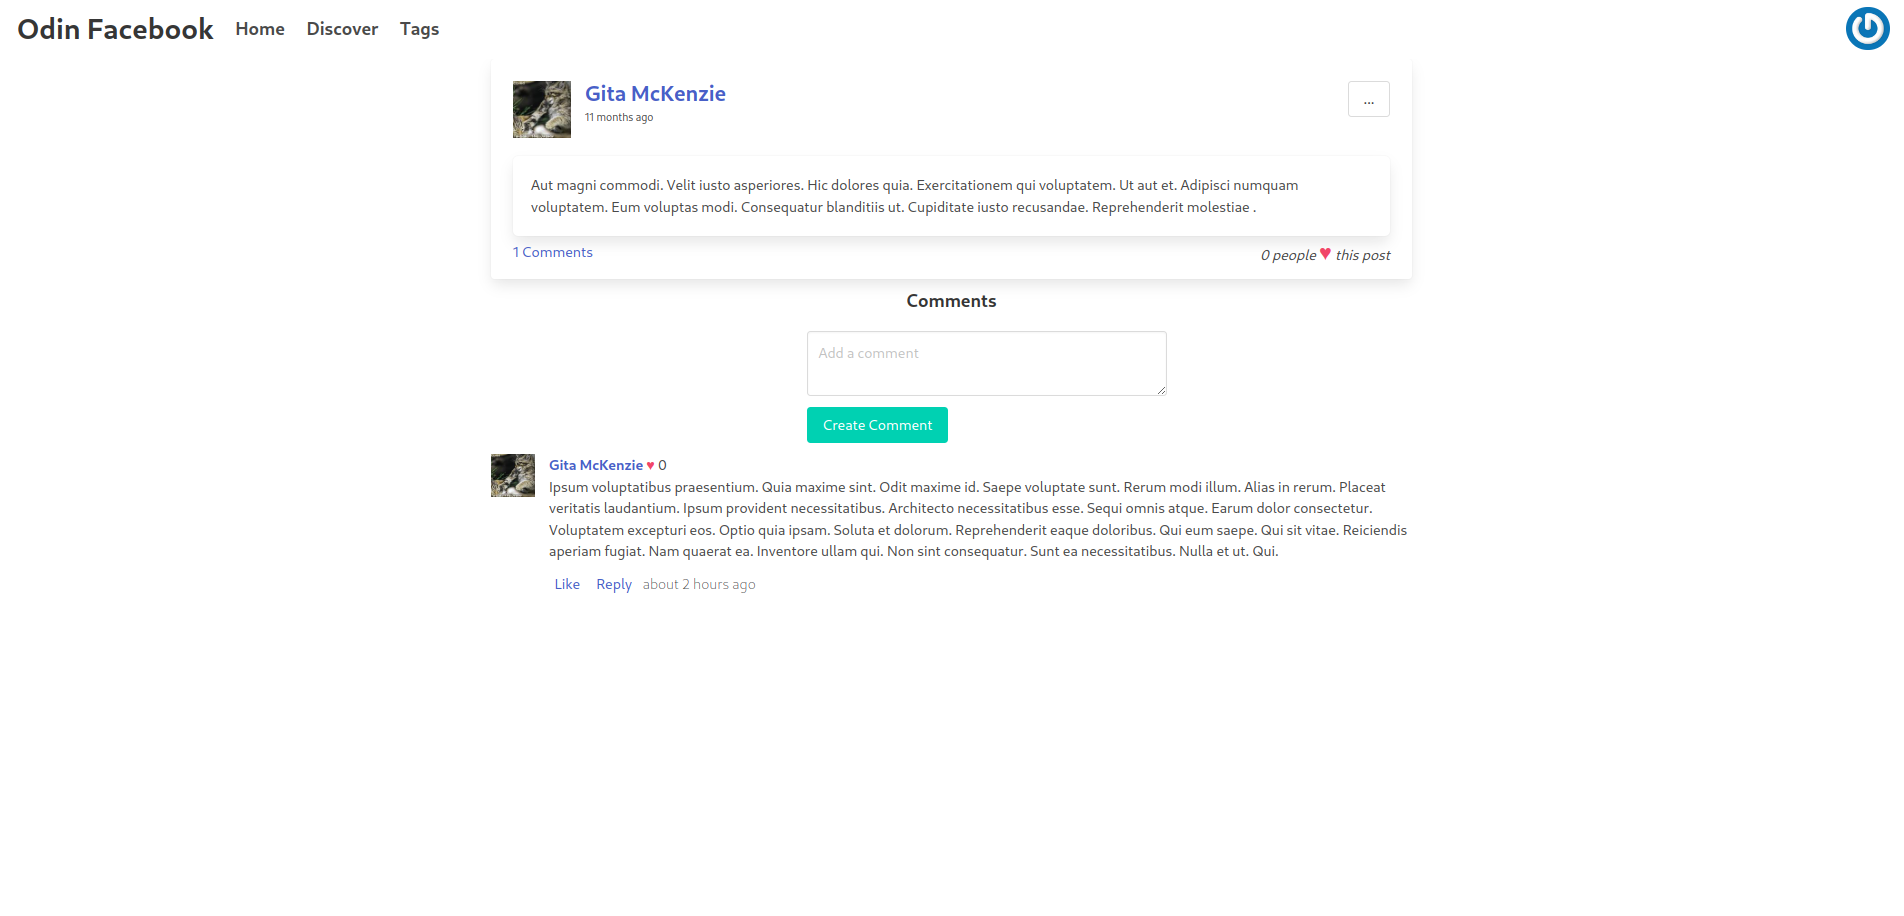 Odin Facebook Home Discover Tags
Gita McKenzie
...
11 months ago
Aut magni commodi. Velit iusto asperiores. Hic dolores quia. Exercitationem qui voluptatem. Ut aut et. Adipisci numquam
voluptatem. Eum voluptas modi. Consequatur blanditiis ut. Cupiditate iusto recusandae. Reprehenderit molestiae .
1 Comments
0 people ♥ this post
Comments
Add a comment
Create Comment
Gita McKenzie ♥ 0
Ipsum voluptatibus praesentium. Quia maxime sint. Odit maxime id. Saepe voluptate sunt. Rerum modi illum. Alias in rerum. Placeat
veritatis laudantium. Ipsum provident necessitatibus. Architecto necessitatibus esse. Sequi omnis atque. Earum dolor consectetur.
Voluptatem excepturi eos. Optio quia ipsam. Soluta et dolorum. Reprehenderit eaque doloribus. Qui eum saepe. Qui sit vitae. Reiciendis
aperiam fugiat. Nam quaerat ea. Inventore ullam qui. Non sint consequatur. Sunt ea necessitatibus. Nulla et ut. Qui.
Like Reply about 2 hours ago